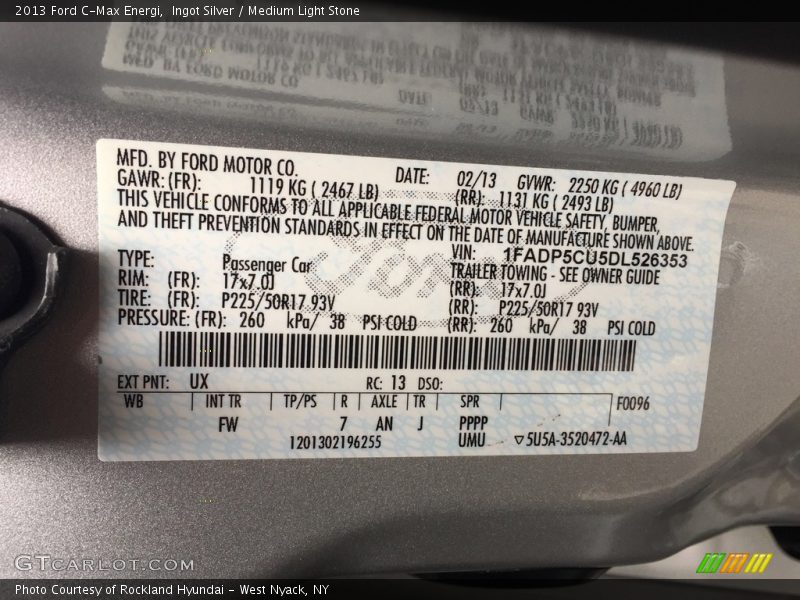 2013 Ford C-Max Energi,  Ingot Silver / Medium Light Stone
MFD. BY FORD MOTOR CO. DATE: 02/13 GVWR: 2250 KG ( 4960 LB)
GAWR: (FR): 1119 KG ( 2467 LB) (RR): 1131 KG ( 2493 LB)
THIS VEHICLE CONFORMS TO ALL APPLICABLE FEDERAL MOTOR VEHICLE SAFETY, BUMPER,
AND THEFT PREVENTION STANDARDS IN EFFECT ON THE DATE OF MANUFACTURE SHOWN ABOVE.
VIN: 1FADP5CU5DL526353
TYPE: Passenger Car TRAILER TOWING - SEE OWNER GUIDE
RIM: (FR): 17x7.0J (RR): 17x7.0J
TIRE: (FR): P225/50R17 93V (RR): P225/50R17 93V
PRESSURE: (FR): 260 kPa/ 38 PSI COLD (RR): 260 kPa/ 38 PSI COLD
EXT PNT: UX RC: 13 DSO:
WB INT TR TP/PS R AXLE TR SPR F0096
FW 7 AN J PPPP
1201302196255 UMU ▽5U5A-3520472-AA
GTCarLot.com
Photo Courtesy of Rockland Hyundai - West Nyack, NY